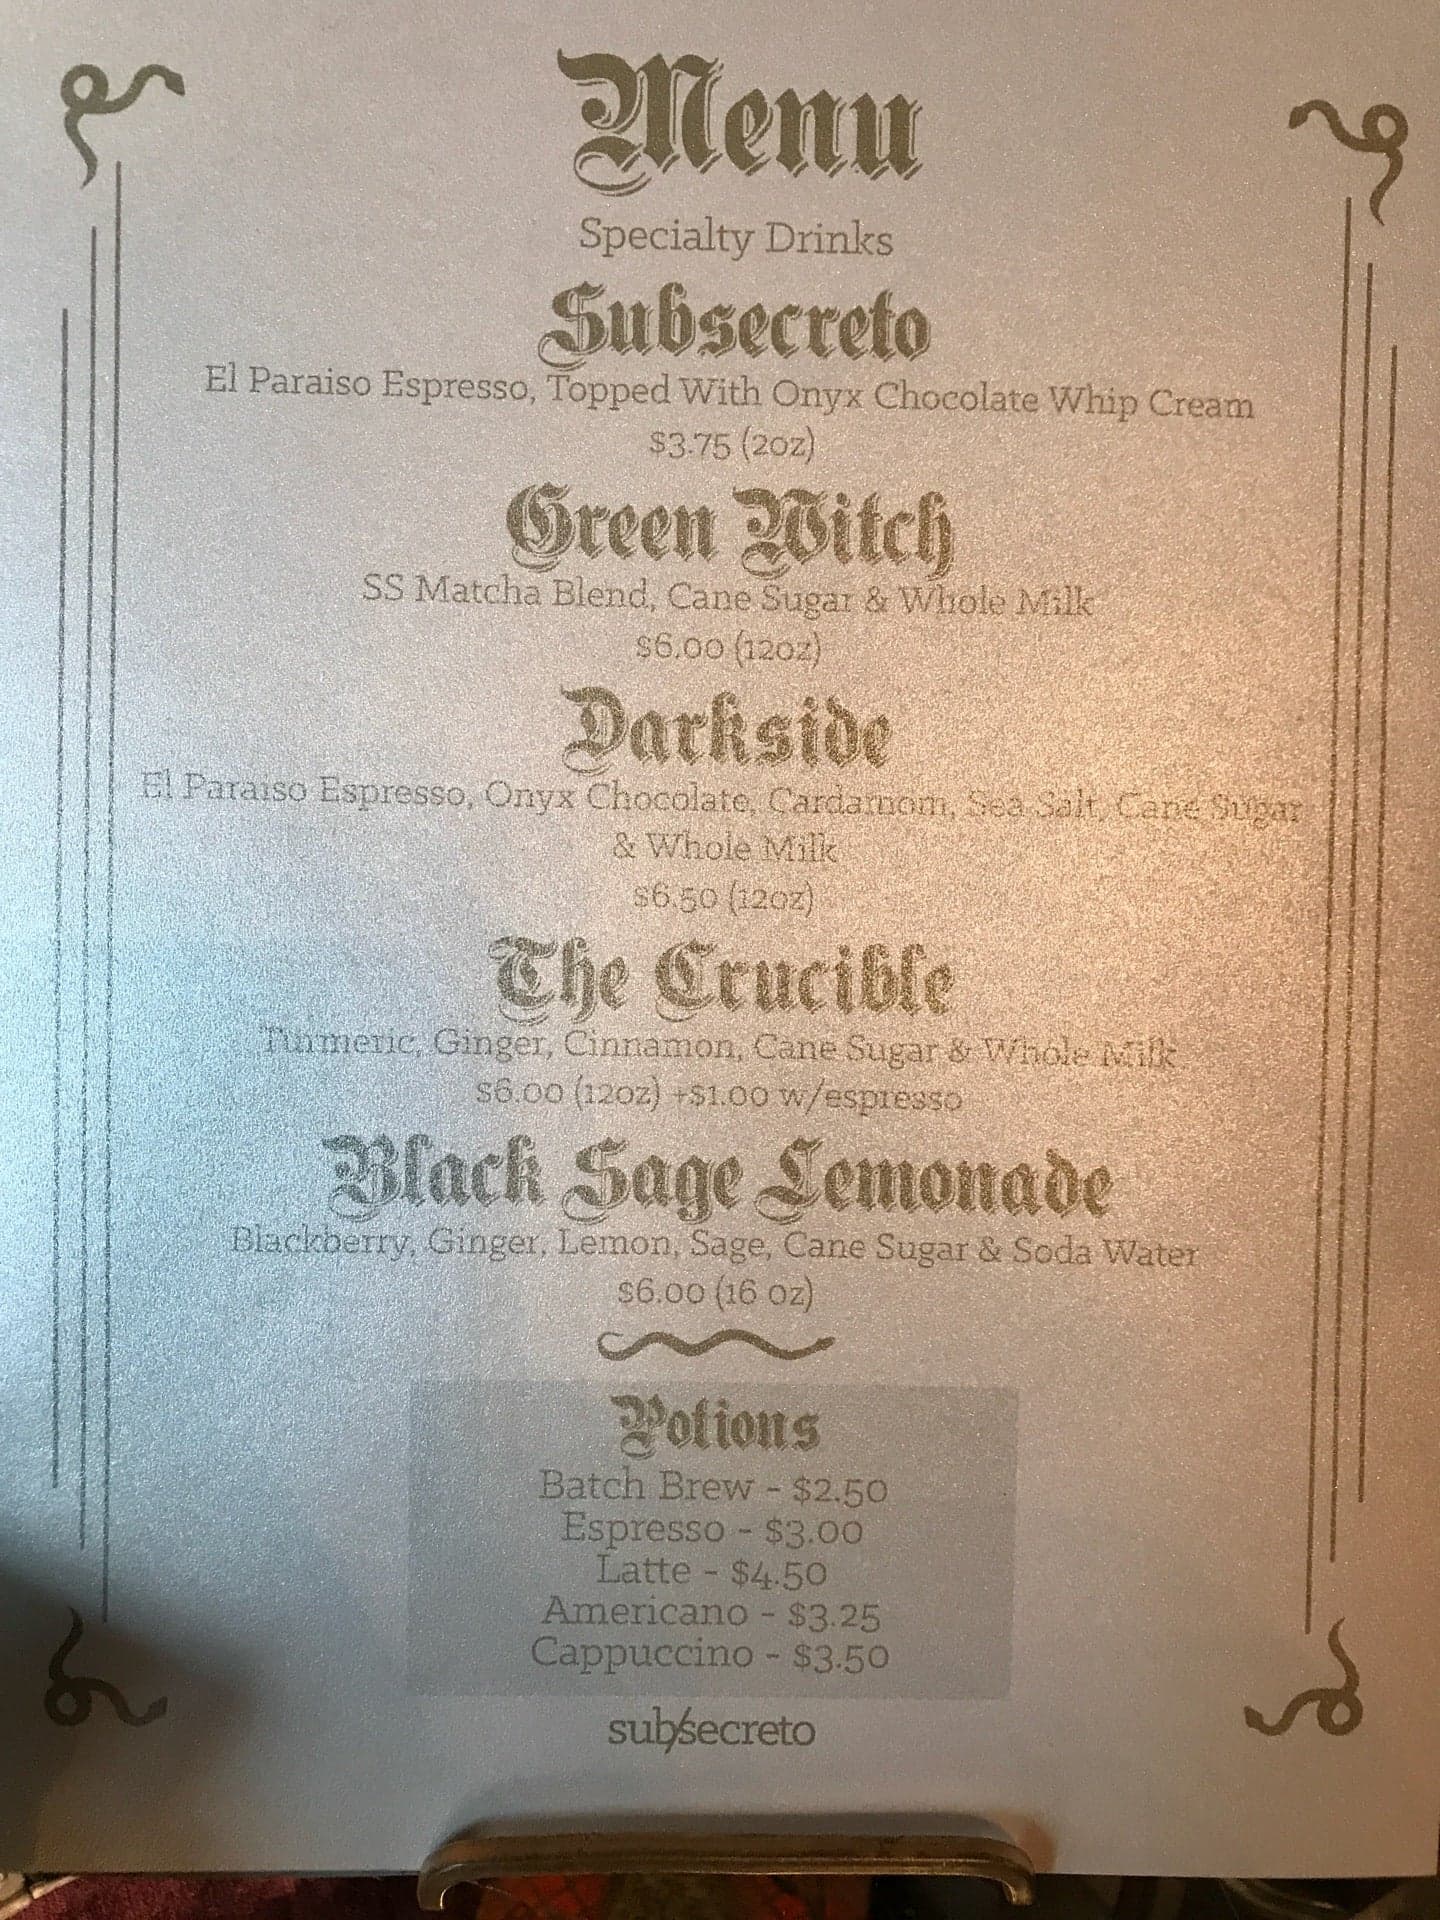 Menu
Specialty Drinks
Subsecreto
El Paraiso Espresso, Topped With Onyx Chocolate Whip Cream
$3.75 (2oz)
Green Witch
SS Matcha Blend, Cane Sugar & Whole Milk
$6.00 (12oz)
Darkside
El Paraiso Espresso, Onyx Chocolate, Cardamom, Sea Salt, Cane Sugar
& Whole Milk
$6.50 (12oz)
The Crucible
Turmeric, Ginger, Cinnamon, Cane Sugar & Whole Milk
$6.00 (12oz) +$1.00 w/espresso
Black Sage Lemonade
Blackberry, Ginger, Lemon, Sage, Cane Sugar & Soda Water
$6.00 (16 oz)
Potions
Batch Brew - $2.50
Espresso - $3.00
Latte - $4.50
Americano - $3.25
Cappuccino - $3.50
sub/secreto